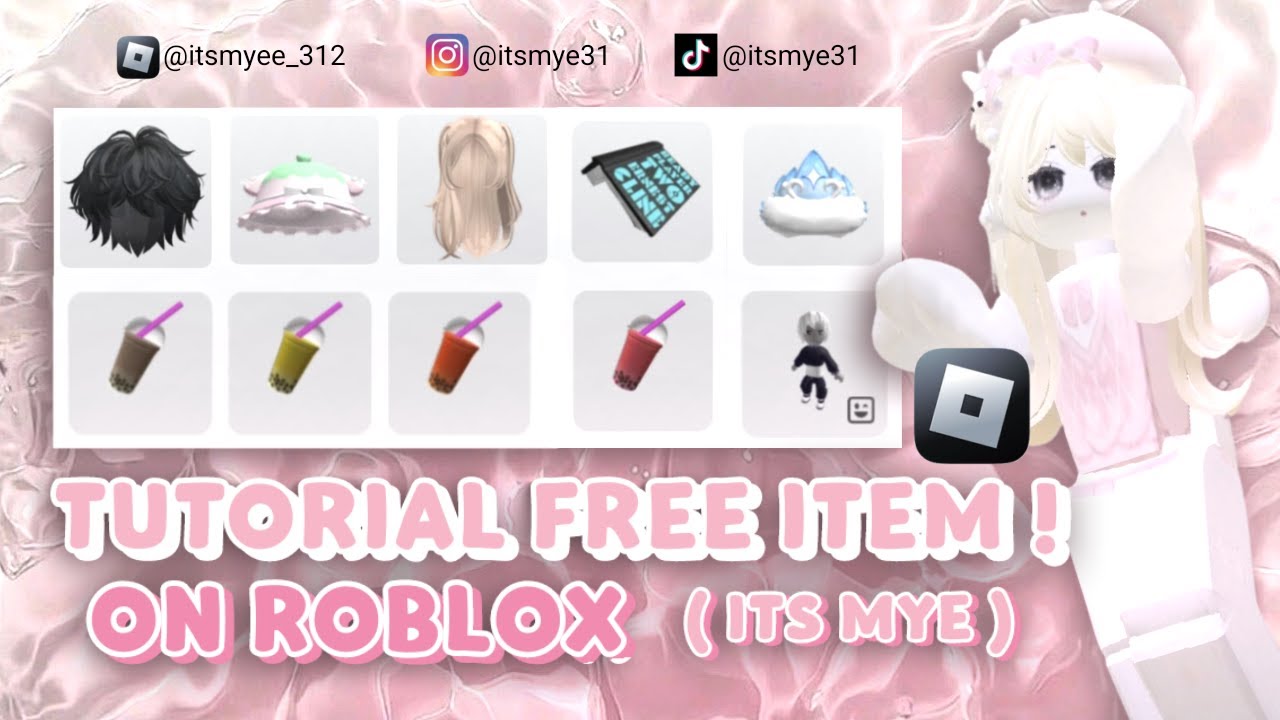 @itsmyee_312
@itsmye31
@itsmye31
TUTORIAL FREE ITEM !
ON ROBLOX
( ITS MYE )